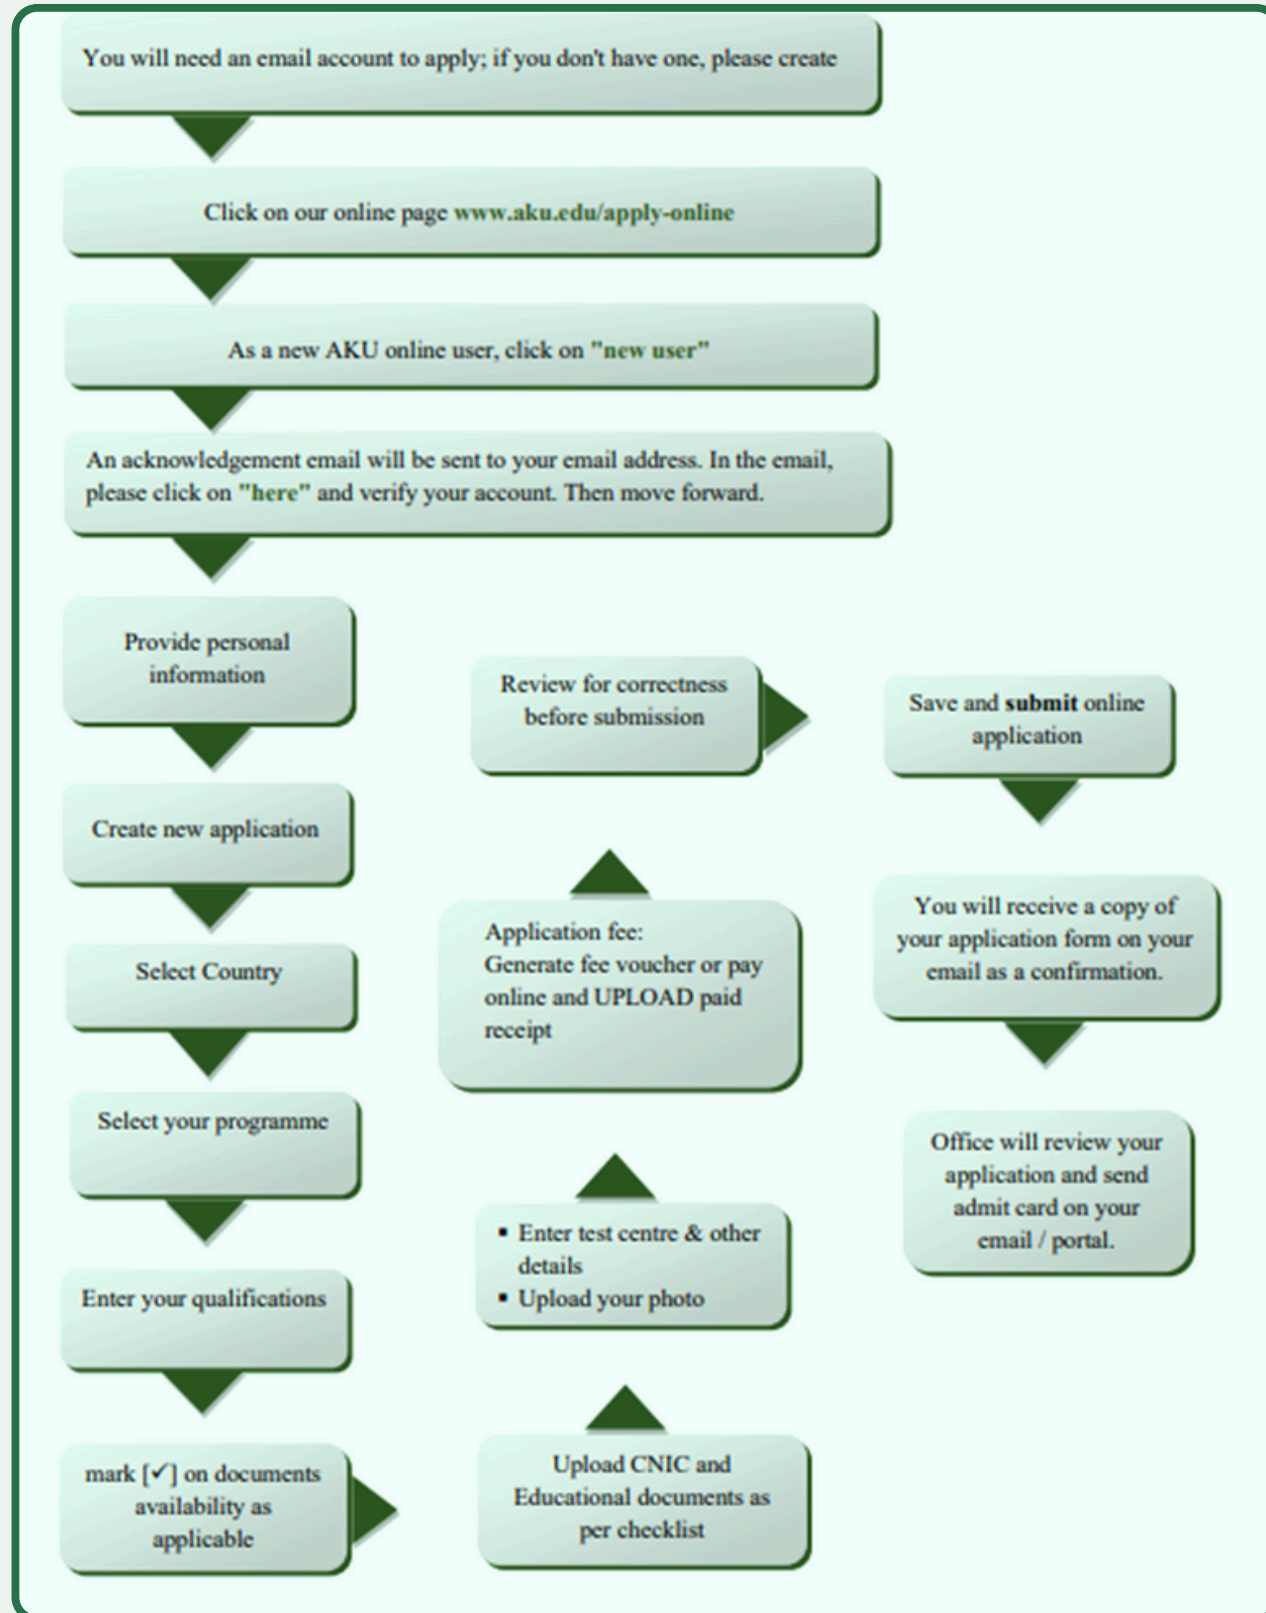 You will need an email account to apply; if you don't have one, please create
Click on our online page www.aku.edu/apply-online
As a new AKU online user, click on "new user"
An acknowledgement email will be sent to your email address. In the email,
please click on "here" and verify your account. Then move forward.
Provide personal
information
Create new application
Select Country
Select your programme
Enter your qualifications
mark [✓] on documents
availability as
applicable
Upload CNIC and
Educational documents as
per checklist
▪ Enter test centre & other
details
▪ Upload your photo
Application fee:
Generate fee voucher or pay
online and UPLOAD paid
receipt
Review for correctness
before submission
Save and submit online
application
You will receive a copy of
your application form on your
email as a confirmation.
Office will review your
application and send
admit card on your
email / portal.